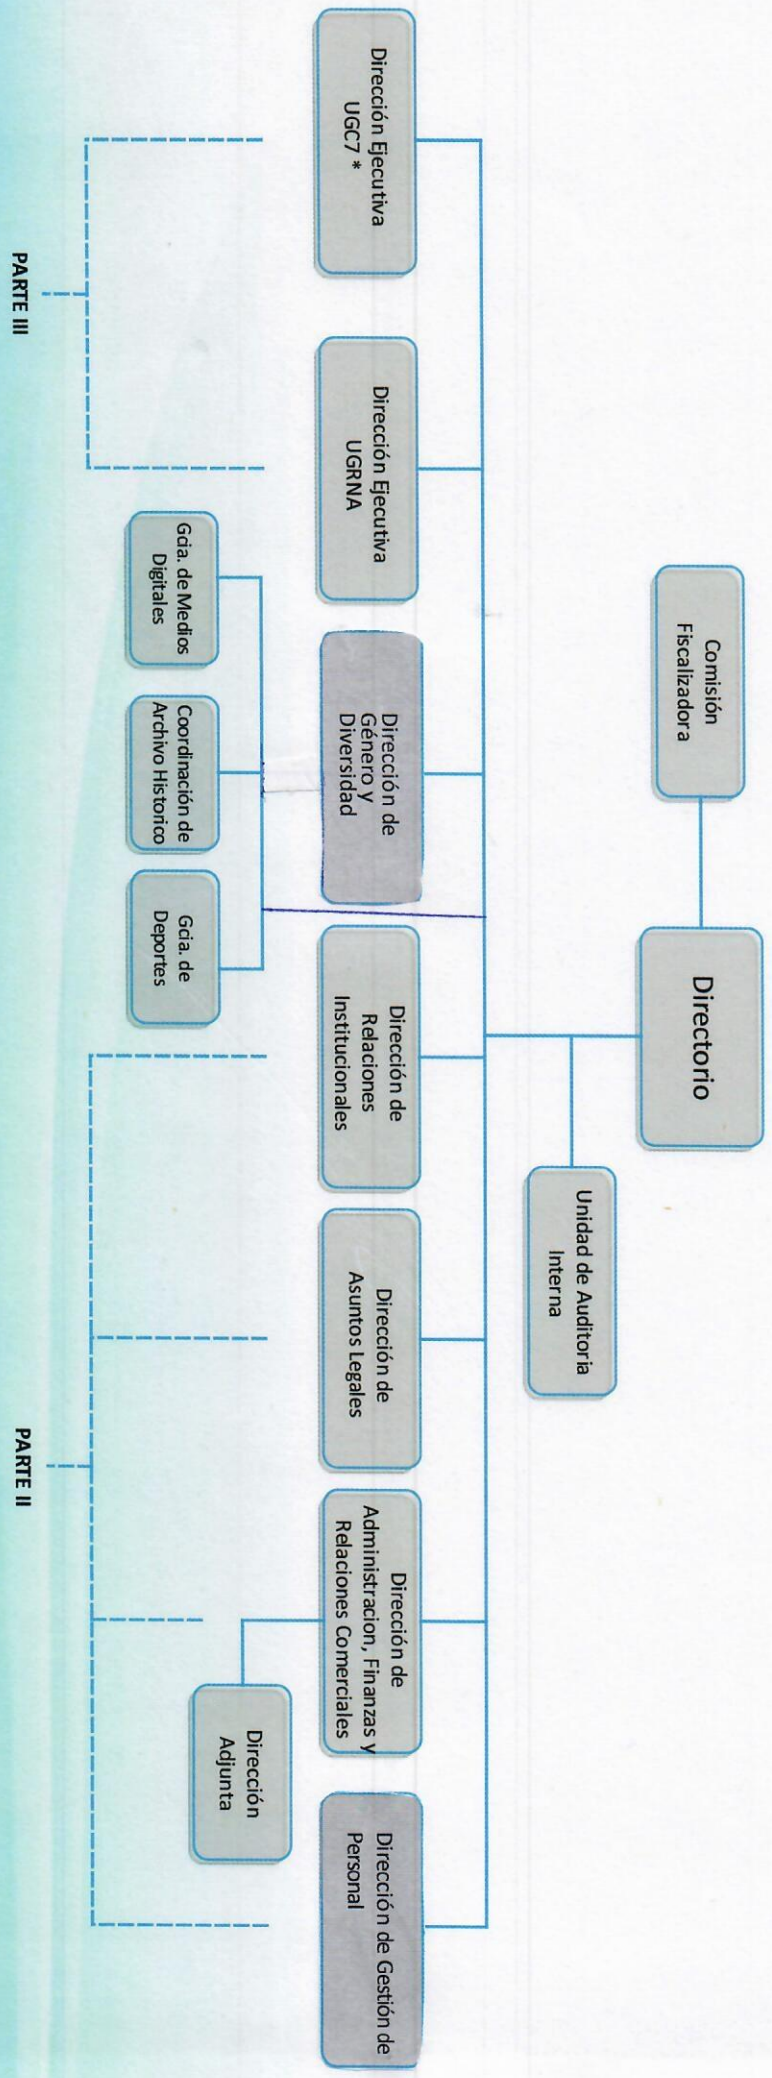 Directorio
Comisión
Fiscalizadora
Unidad de Auditoria
Interna
Dirección Ejecutiva
UGC7 *
Dirección Ejecutiva
UGRNA
Dirección de
Género y
Diversidad
Dirección de
Relaciones
Institucionales
Dirección de
Asuntos Legales
Dirección de
Administracion, Finanzas y
Relaciones Comerciales
Dirección de Gestión de
Personal
Gcia. de Medios
Digitales
Coordinación de
Archivo Historico
Gcia. de
Deportes
Dirección
Adjunta
PARTE III
PARTE II